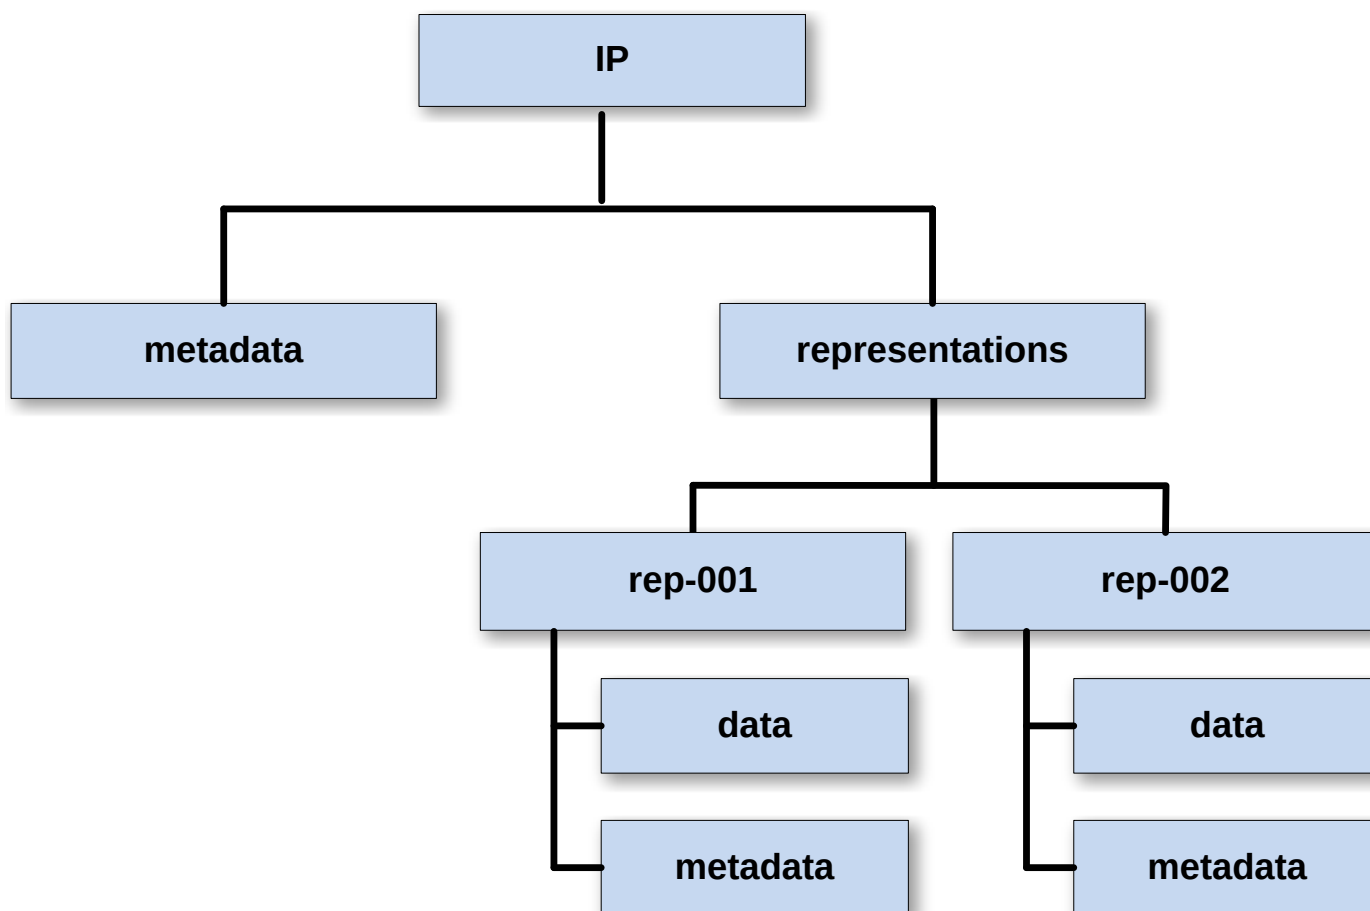 IP
metadata
representations
rep-001
rep-002
data
data
metadata
metadata